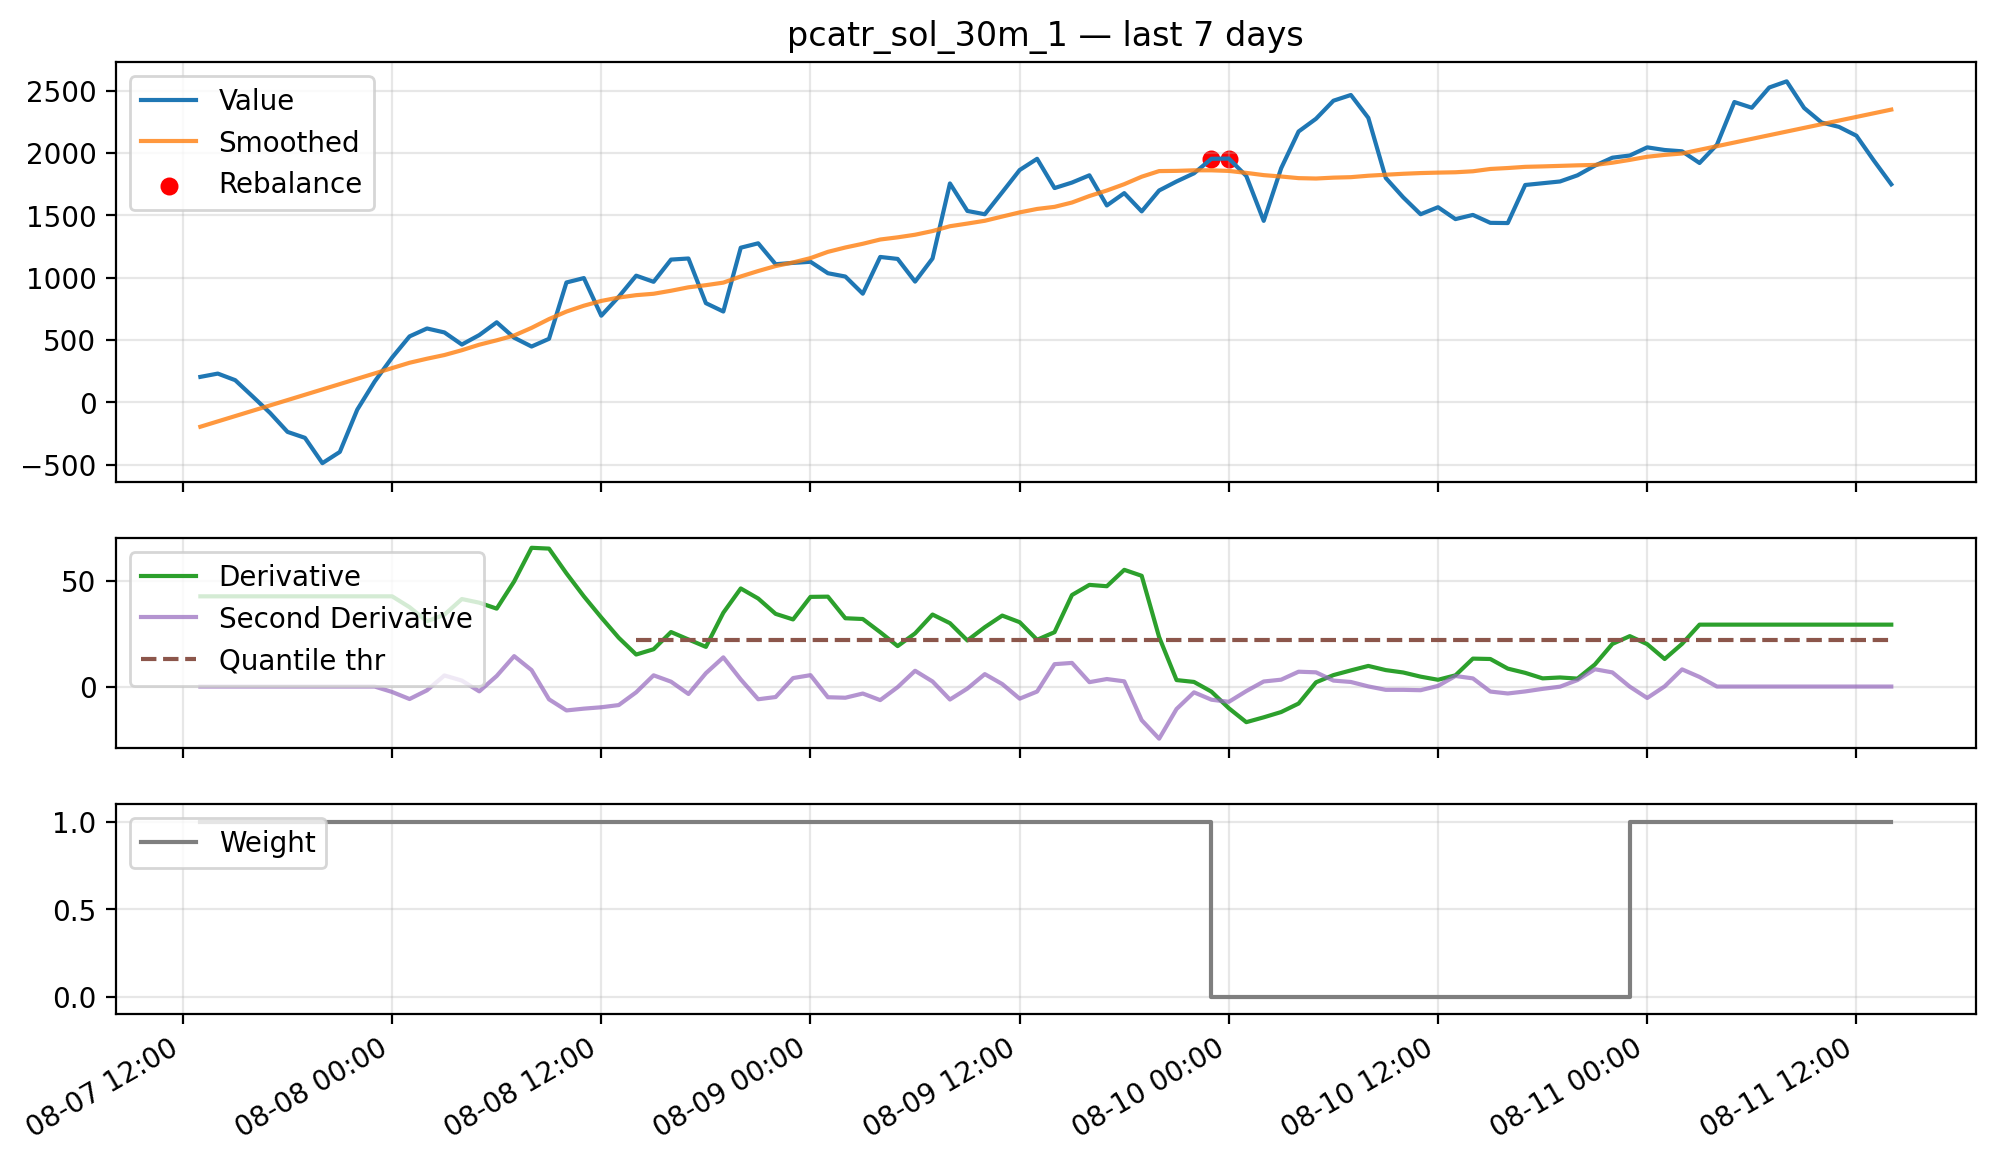 pcatr_sol_30m_1 — last 7 days
2500
2000
1500
1000
500
0
−500
Value
Smoothed
Rebalance
50
0
Derivative
Second Derivative
Quantile thr
1.0
0.5
0.0
Weight
08-07 12:00
08-08 00:00
08-08 12:00
08-09 00:00
08-09 12:00
08-10 00:00
08-10 12:00
08-11 00:00
08-11 12:00